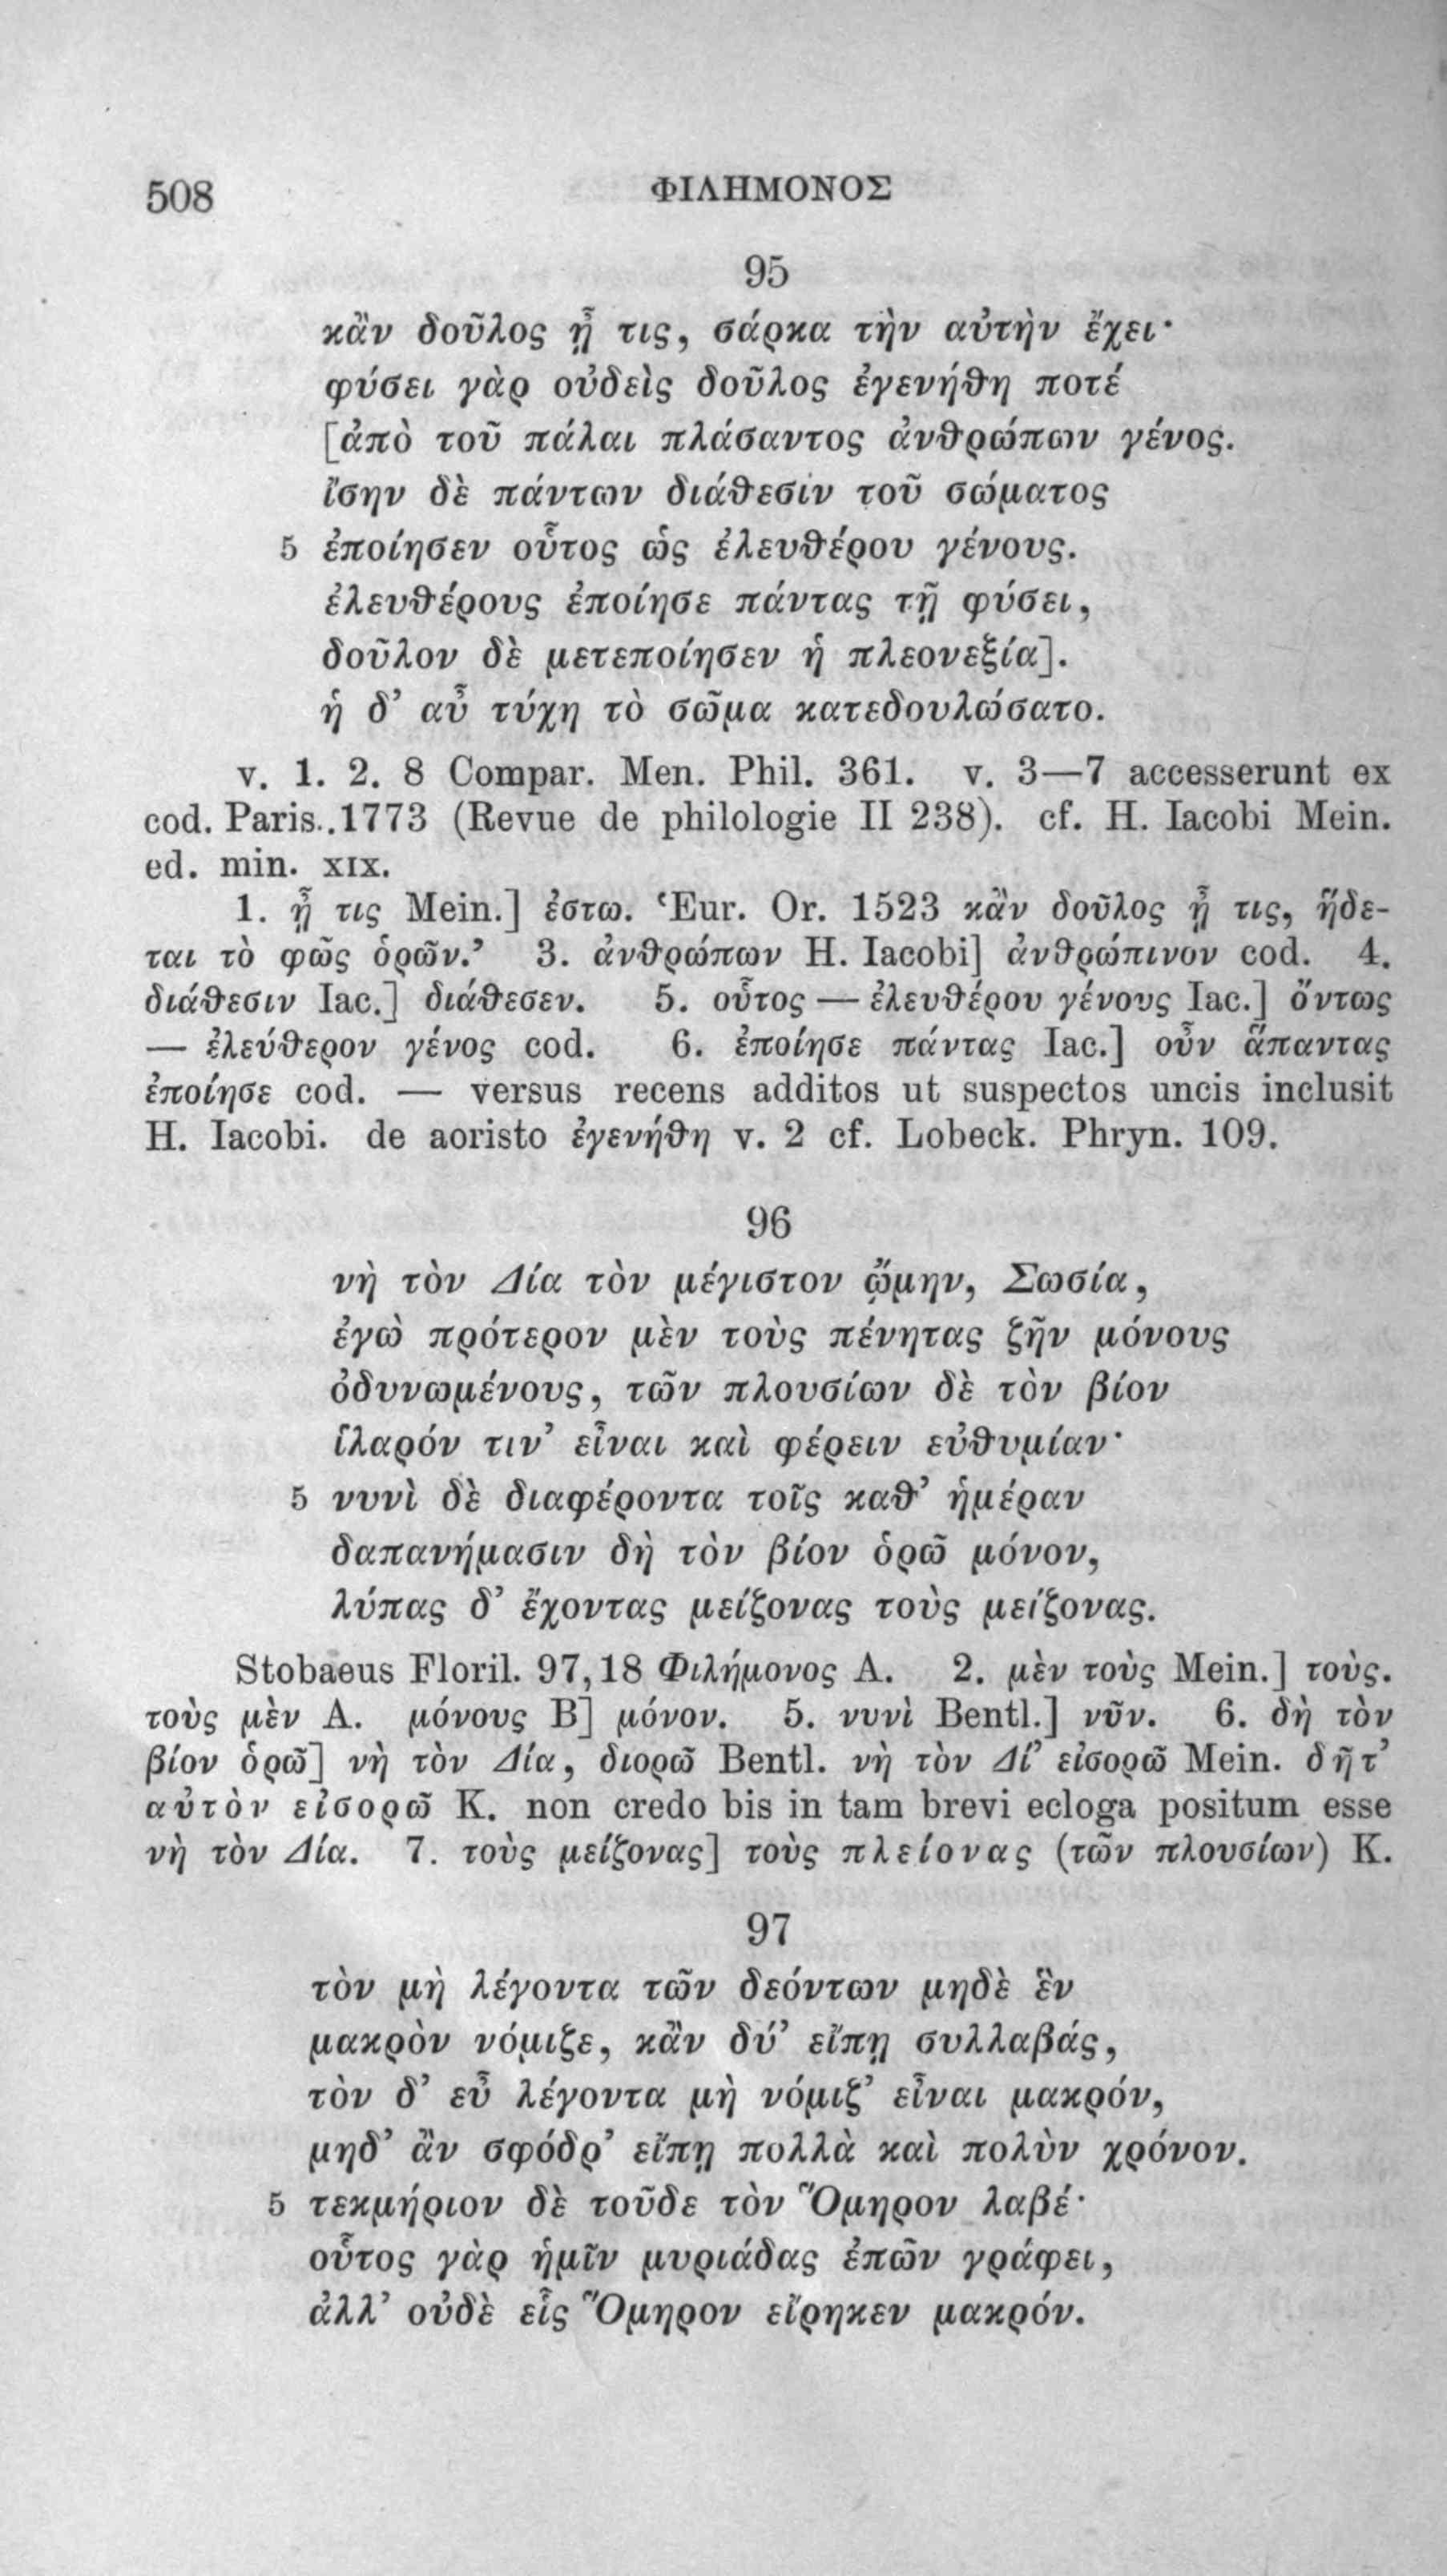 508
ΦΙΛΗΜΟΝΟΣ
95
κἂν δοῦλος ᾖ τις, σάρκα τὴν αὐτὴν ἔχει·
φύσει γὰρ οὐδεὶς δοῦλος ἐγενήθη ποτέ
[ἀπὸ τοῦ πάλαι πλάσαντος ἀνθρώπων γένος.
ἴσην δὲ πάντων διάθεσιν τοῦ σώματος
5 ἐποίησεν οὗτος ὡς ἐλευθέρου γένους.
ἐλευθέρους ἐποίησε πάντας τῇ φύσει,
δοῦλον δὲ μετεποίησεν ἡ πλεονεξία].
ἡ δ’ αὖ τύχη τὸ σῶμα κατεδουλώσατο.
v. 1. 2. 8 Compar. Men. Phil. 361. v. 3—7 accesserunt ex
cod. Paris. 1773 (Revue de philologie II 238). cf. H. Iacobi Mein.
ed. min. XIX.
1. ᾖ τις Mein.] ἐστω. ‘Eur. Or. 1523 κἂν δοῦλος ᾖ τις, ἥδε-
ται τὸ φῶς ὁρῶν.’ 3. ἀνθρώπων H. Iacobi] ἀνθρώπινον cod. 4.
διάθεσιν Iac.] διάθεσεν. 5. οὗτος — ἐλευθέρου γένους Iac.] ὄντως
— ἐλεύθερον γένος cod. 6. ἐποίησε πάντας Iac.] οὖν ἅπαντας
ἐποίησε cod. — versus recens additos ut suspectos uncis inclusit
H. Iacobi. de aoristo ἐγενήθη v. 2 cf. Lobeck. Phryn. 109.
96
νὴ τὸν Δία τὸν μέγιστον ᾤμην, Σωσία,
ἐγὼ πρότερον μὲν τοὺς πένητας ζῆν μόνους
ὀδυνωμένους, τῶν πλουσίων δὲ τὸν βίον
ἱλαρόν τιν’ εἶναι καὶ φέρειν εὐθυμίαν·
5 νυνὶ δὲ διαφέροντα τοῖς καθ’ ἡμέραν
δαπανήμασιν δὴ τὸν βίον ὁρῶ μόνον,
λύπας δ’ ἔχοντας μείζονας τοὺς μείζονας.
Stobaeus Floril. 97,18 Φιλήμονος A. 2. μὲν τοὺς Mein.] τοὺς.
τοὺς μὲν A. μόνους B] μόνον. 5. νυνὶ Bentl.] νῦν. 6. δὴ τὸν
βίον ὁρῶ] νὴ τὸν Δία, διορῶ Bentl. νὴ τὸν Δί’ εἰσορῶ Mein. δῆτ’
αὐτὸν εἰσορῶ K. non credo bis in tam brevi ecloga positum esse
νὴ τὸν Δία. 7. τοὺς μείζονας] τοὺς πλείονας (τῶν πλουσίων) K.
97
τὸν μὴ λέγοντα τῶν δεόντων μηδὲ ἓν
μακρὸν νόμιζε, κἂν δύ’ εἴπῃ συλλαβάς,
τὸν δ’ εὖ λέγοντα μὴ νόμιζ’ εἶναι μακρόν,
μηδ’ ἂν σφόδρ’ εἴπῃ πολλὰ καὶ πολὺν χρόνον.
5 τεκμήριον δὲ τοῦδε τὸν Ὅμηρον λαβέ·
οὗτος γὰρ ἡμῖν μυριάδας ἐπῶν γράφει,
ἀλλ’ οὐδὲ εἷς Ὅμηρον εἴρηκεν μακρόν.